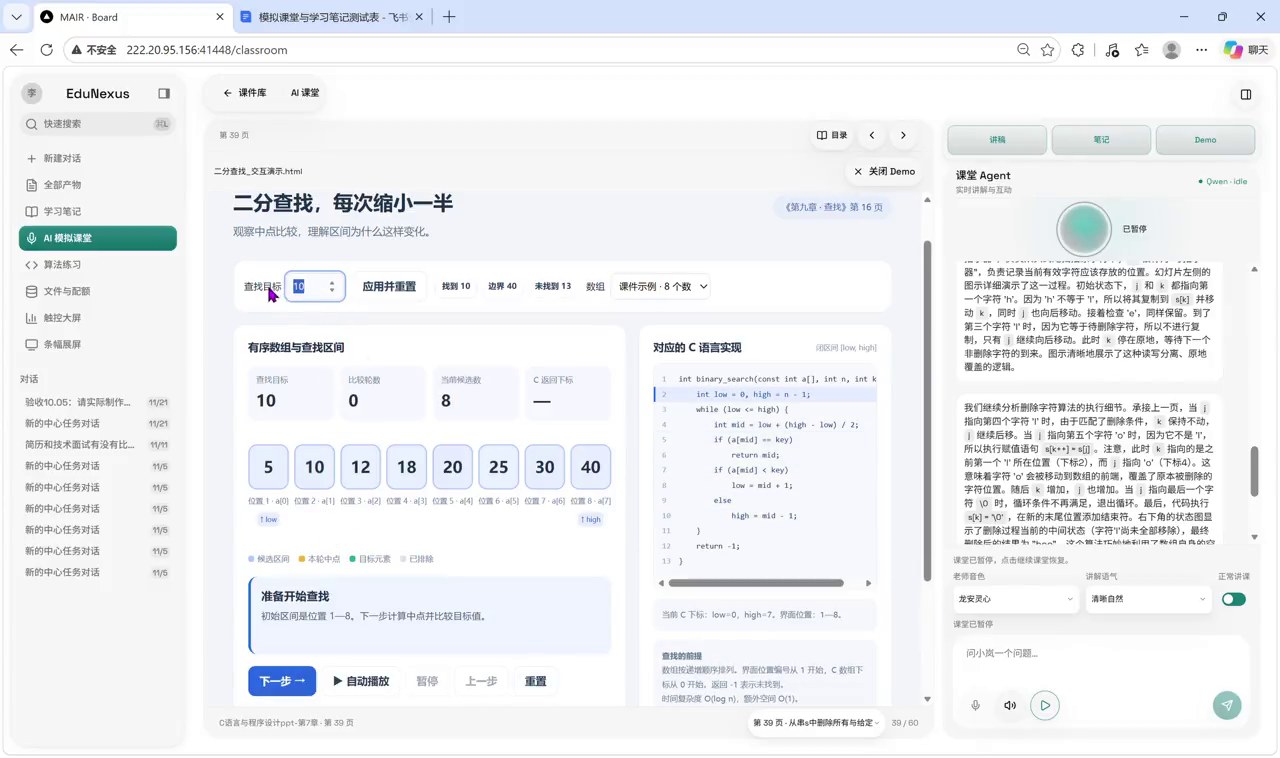 MAIR · Board
模拟课堂与学习笔记测试表 - 飞书
不安全 222.20.95.156:41448/classroom
聊天
李 EduNexus
快速搜索 ⌘L
新建对话
全部产物
学习笔记
AI 模拟课堂
算法练习
文件与配额
触控大屏
条幅展屏
对话
验收10.05：请实际制作... 11/21
新的中心任务对话 11/21
简历和技术面试有没有比... 11/11
新的中心任务对话 11/5
新的中心任务对话 11/5
新的中心任务对话 11/5
新的中心任务对话 11/5
新的中心任务对话 11/5
新的中心任务对话 11/5
← 课件库 AI 课堂
第 39 页 目录
二分查找_交互演示.html × 关闭 Demo
二分查找，每次缩小一半
《第九章 · 查找》第 16 页
观察中点比较，理解区间为什么这样变化。
查找目标 10 应用并重置 找到 10 边界 40 未找到 13 数组 课件示例 · 8 个数
有序数组与查找区间
查找目标 比较轮数 当前候选数 C 返回下标
10 0 8 —
5 10 12 18 20 25 30 40
位置 1 · a[0] 位置 2 · a[1] 位置 3 · a[2] 位置 4 · a[3] 位置 5 · a[4] 位置 6 · a[5] 位置 7 · a[6] 位置 8 · a[7]
↑ low ↑ high
候选区间 本轮中点 目标元素 已排除
准备开始查找
初始区间是位置 1—8。下一步计算中点并比较目标值。
下一步 → ▶ 自动播放 暂停 上一步 重置
对应的 C 语言实现 闭区间 [low, high]
1 int binary_search(const int a[], int n, int k
2 int low = 0, high = n - 1;
3 while (low <= high) {
4 int mid = low + (high - low) / 2;
5 if (a[mid] == key)
6 return mid;
7 if (a[mid] < key)
8 low = mid + 1;
9 else
10 high = mid - 1;
11 }
12 return -1;
13 }
当前 C 下标：low=0，high=7。界面位置：1—8。
查找的前提
数组按递增顺序排列。界面位置编号从 1 开始，C 数组下
标从 0 开始。返回 -1 表示未找到。
时间复杂度 O(log n)，额外空间 O(1)。
C语言与程序设计ppt-第7章 · 第 39 页
第 39 页 · 从串s中删除所有与给定 39 / 60
讲稿 笔记 Demo
课堂 Agent
实时讲解与互动
Qwen · idle
已暂停
器"，负责记录当前有效字符应该存放的位置。幻灯片左侧的
图示详细演示了这一过程。初始状态下，j 和 k 都指向第
一个字符 'h'。因为 'h' 不等于 'l'，所以将其复制到 s[k] 并移
动 k，同时 j 也向后移动。接着检查 'e'，同样保留。到了
第三个字符 'l' 时，因为它等于待删除字符，所以不进行复
制，只有 j 继续向后移动。此时 k 停在原地，等待下一个
非删除字符的到来。图示清晰地展示了这种读写分离、原地
覆盖的逻辑。
我们继续分析删除字符算法的执行细节。承接上一页，当 j
指向第四个字符 'l' 时，由于匹配了删除条件，k 保持不动，
j 继续后移。当 j 指向第五个字符 'o' 时，因为它不是 'l'，
所以执行赋值语句 s[k++] = s[j]。注意，此时 k 指向的是之
前第一个 'l' 所在位置（下标2），而 j 指向 'o'（下标4）。这
意味着字符 'o' 会被移动到数组的前端，覆盖了原本被删除的
字符位置。随后 k 增加，j 也增加。当 j 指向最后一个字
符 \0 时，循环条件不再满足，退出循环。最后，代码执行
s[k] = '\0'，在新的末尾位置添加结束符。右下角的状态图显
示了删除过程当前的中间状态（字符'l'尚未全部移除），最终
课堂已暂停，点击继续课堂恢复。
老师音色 讲解语气 正常讲课
龙安灵心 清晰自然
课堂已暂停
问小岚一个问题...